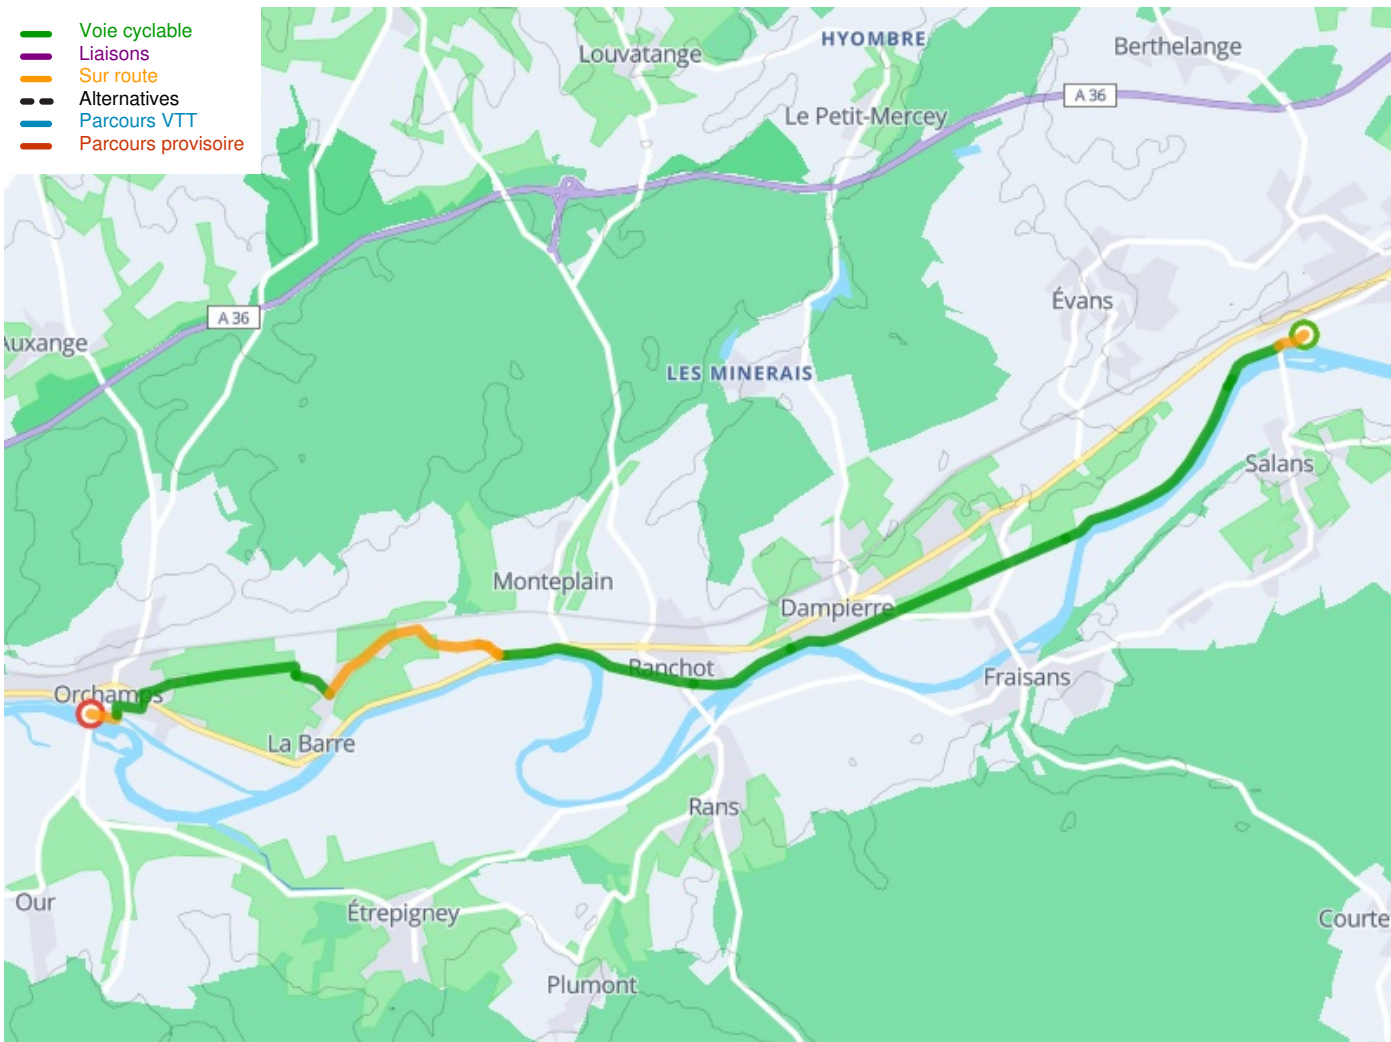 Voie cyclable
Liaisons
Sur route
Alternatives
Parcours VTT
Parcours provisoire
Louvatange
HYOMBRE
Berthelange
A 36
Le Petit-Mercey
Évans
A 36
Auxange
LES MINERAIS
Salans
Monteplain
Dampierre
Ranchot
Fraisans
Orchamps
La Barre
Rans
Our
Étrepigney
Courte
Plumont